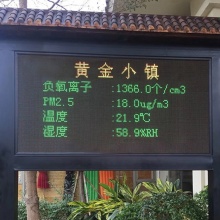 黄金小镇
负氧离子 :1366.0个/cm3
PM2.5 :18.0ug/m3
温度 :21.9℃
湿度 :58.9%RH